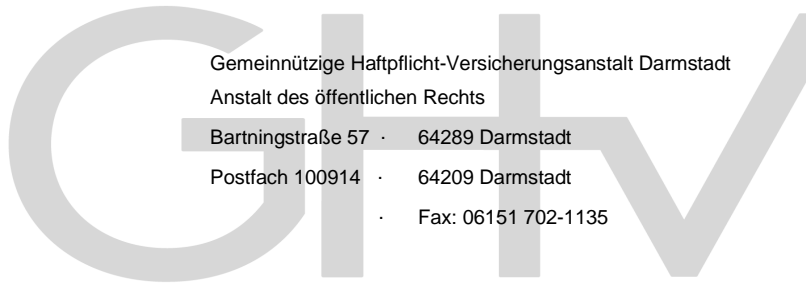 GHV
Gemeinnützige Haftpflicht-Versicherungsanstalt Darmstadt
Anstalt des öffentlichen Rechts
Bartningstraße 57 · 64289 Darmstadt
Postfach 100914 · 64209 Darmstadt
· Fax: 06151 702-1135